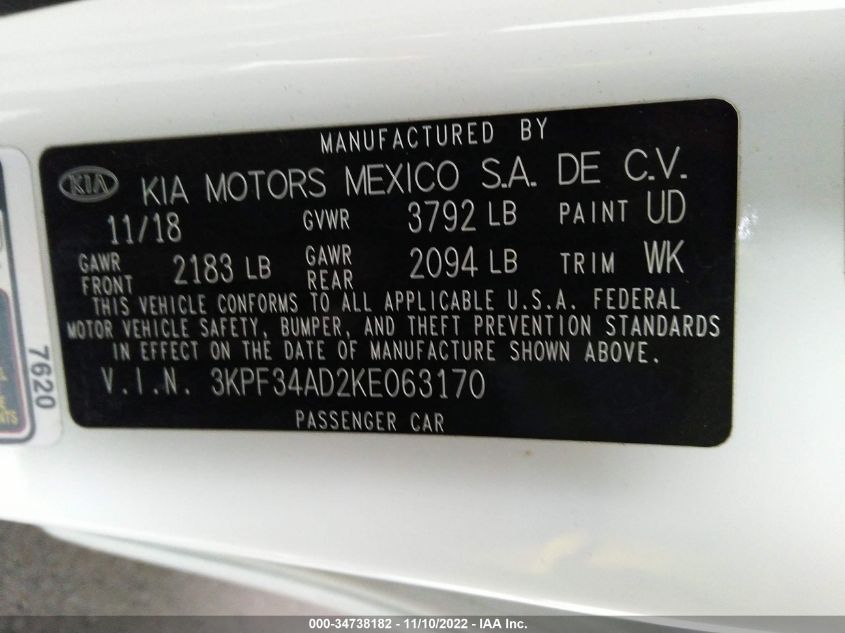 MANUFACTURED BY
KIA KIA MOTORS MEXICO S.A. DE C.V.
11/18 GVWR 3792 LB PAINT UD
GAWR FRONT 2183 LB GAWR REAR 2094 LB TRIM WK
THIS VEHICLE CONFORMS TO ALL APPLICABLE U.S.A. FEDERAL
MOTOR VEHICLE SAFETY, BUMPER, AND THEFT PREVENTION STANDARDS
IN EFFECT ON THE DATE OF MANUFACTURE SHOWN ABOVE.
V.I.N. 3KPF34AD2KE063170
PASSENGER CAR
7620
000-34738182 - 11/10/2022 - IAA Inc.